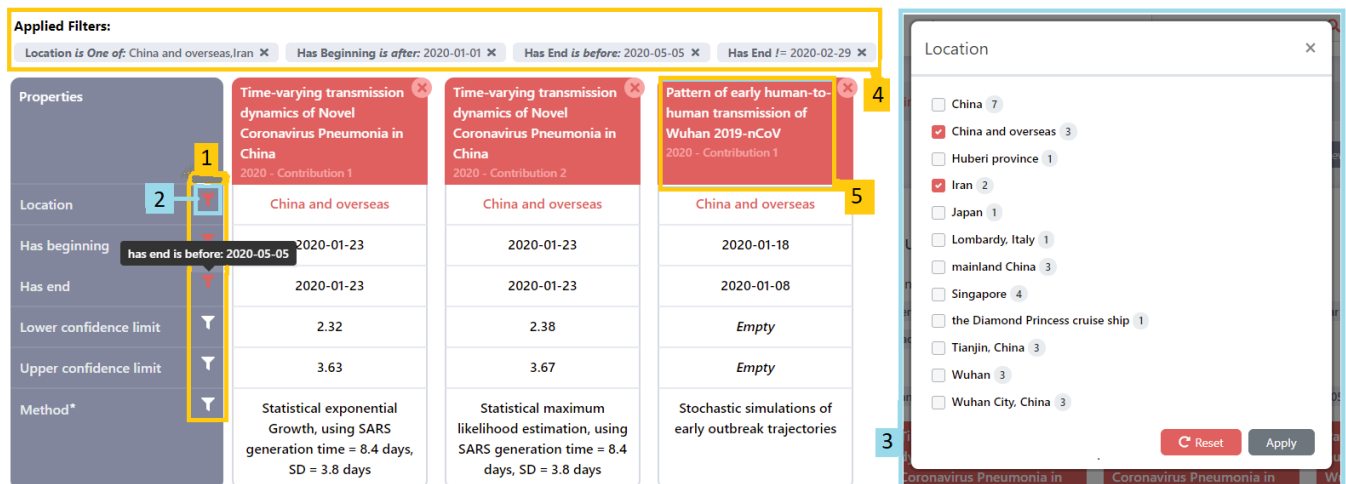 Applied Filters:
Location is One of: China and overseas,Iran ✕ Has Beginning is after: 2020-01-01 ✕ Has End is before: 2020-05-05 ✕ Has End != 2020-02-29 ✕
4
Properties
Time-varying transmission
dynamics of Novel
Coronavirus Pneumonia in
China
2020 - Contribution 1
Time-varying transmission
dynamics of Novel
Coronavirus Pneumonia in
China
2020 - Contribution 2
Pattern of early human-to-
human transmission of
Wuhan 2019-nCoV
2020 - Contribution 1
1
2
5
Location China and overseas China and overseas China and overseas
Has beginning 2020-01-23 2020-01-23 2020-01-18
has end is before: 2020-05-05
Has end 2020-01-23 2020-01-23 2020-01-08
Lower confidence limit 2.32 2.38 Empty
Upper confidence limit 3.63 3.67 Empty
Method*
Statistical exponential
Growth, using SARS
generation time = 8.4 days,
SD = 3.8 days
Statistical maximum
likelihood estimation, using
SARS generation time = 8.4
days, SD = 3.8 days
Stochastic simulations of
early outbreak trajectories
3
Location ×
China 7
China and overseas 3
Huberi province 1
Iran 2
Japan 1
Lombardy, Italy 1
mainland China 3
Singapore 4
the Diamond Princess cruise ship 1
Tianjin, China 3
Wuhan 3
Wuhan City, China 3
Reset Apply
Coronavirus Pneumonia in Coronavirus Pneumonia in